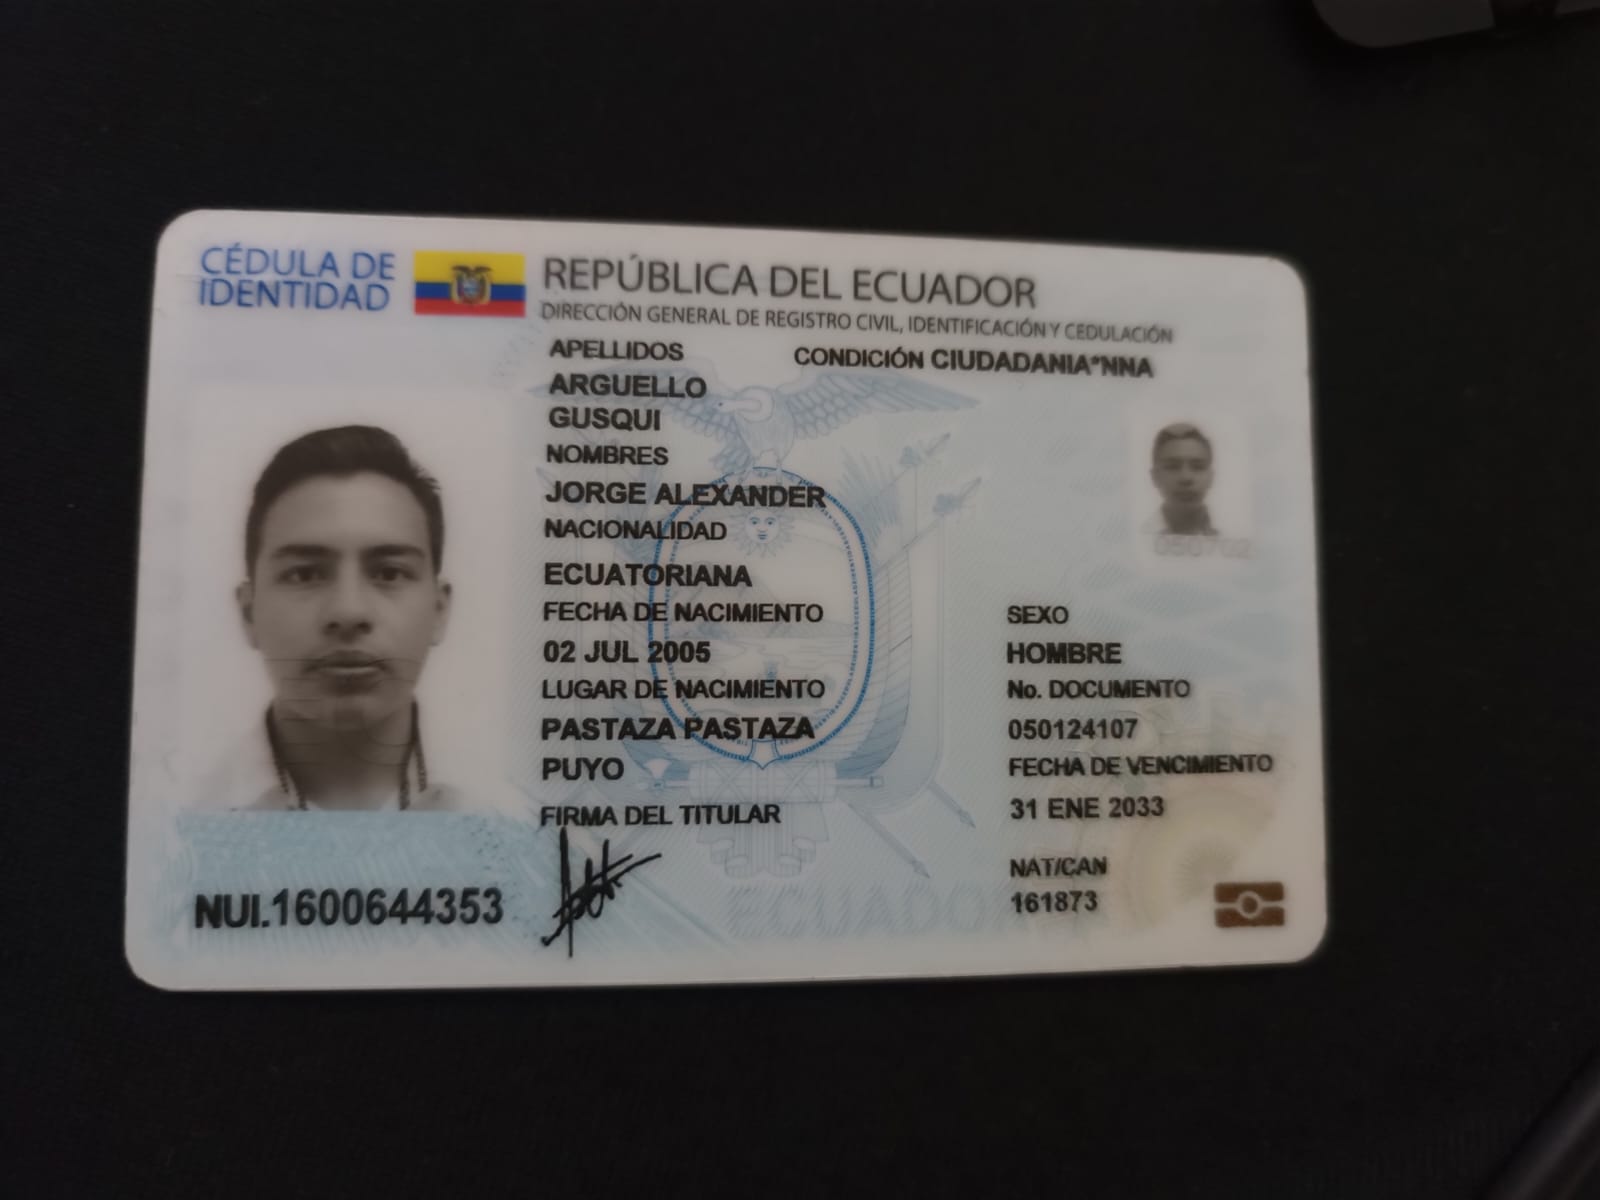 CÉDULA DE
IDENTIDAD
REPÚBLICA DEL ECUADOR
DIRECCIÓN GENERAL DE REGISTRO CIVIL, IDENTIFICACIÓN Y CEDULACIÓN
APELLIDOS
CONDICIÓN CIUDADANIA*NNA
ARGUELLO
GUSQUI
NOMBRES
JORGE ALEXANDER
NACIONALIDAD
ECUATORIANA
FECHA DE NACIMIENTO
SEXO
02 JUL 2005
HOMBRE
LUGAR DE NACIMIENTO
No. DOCUMENTO
PASTAZA PASTAZA
050124107
PUYO
FECHA DE VENCIMIENTO
FIRMA DEL TITULAR
31 ENE 2033
NAT/CAN
NUI.1600644353
161873
ECUADOR